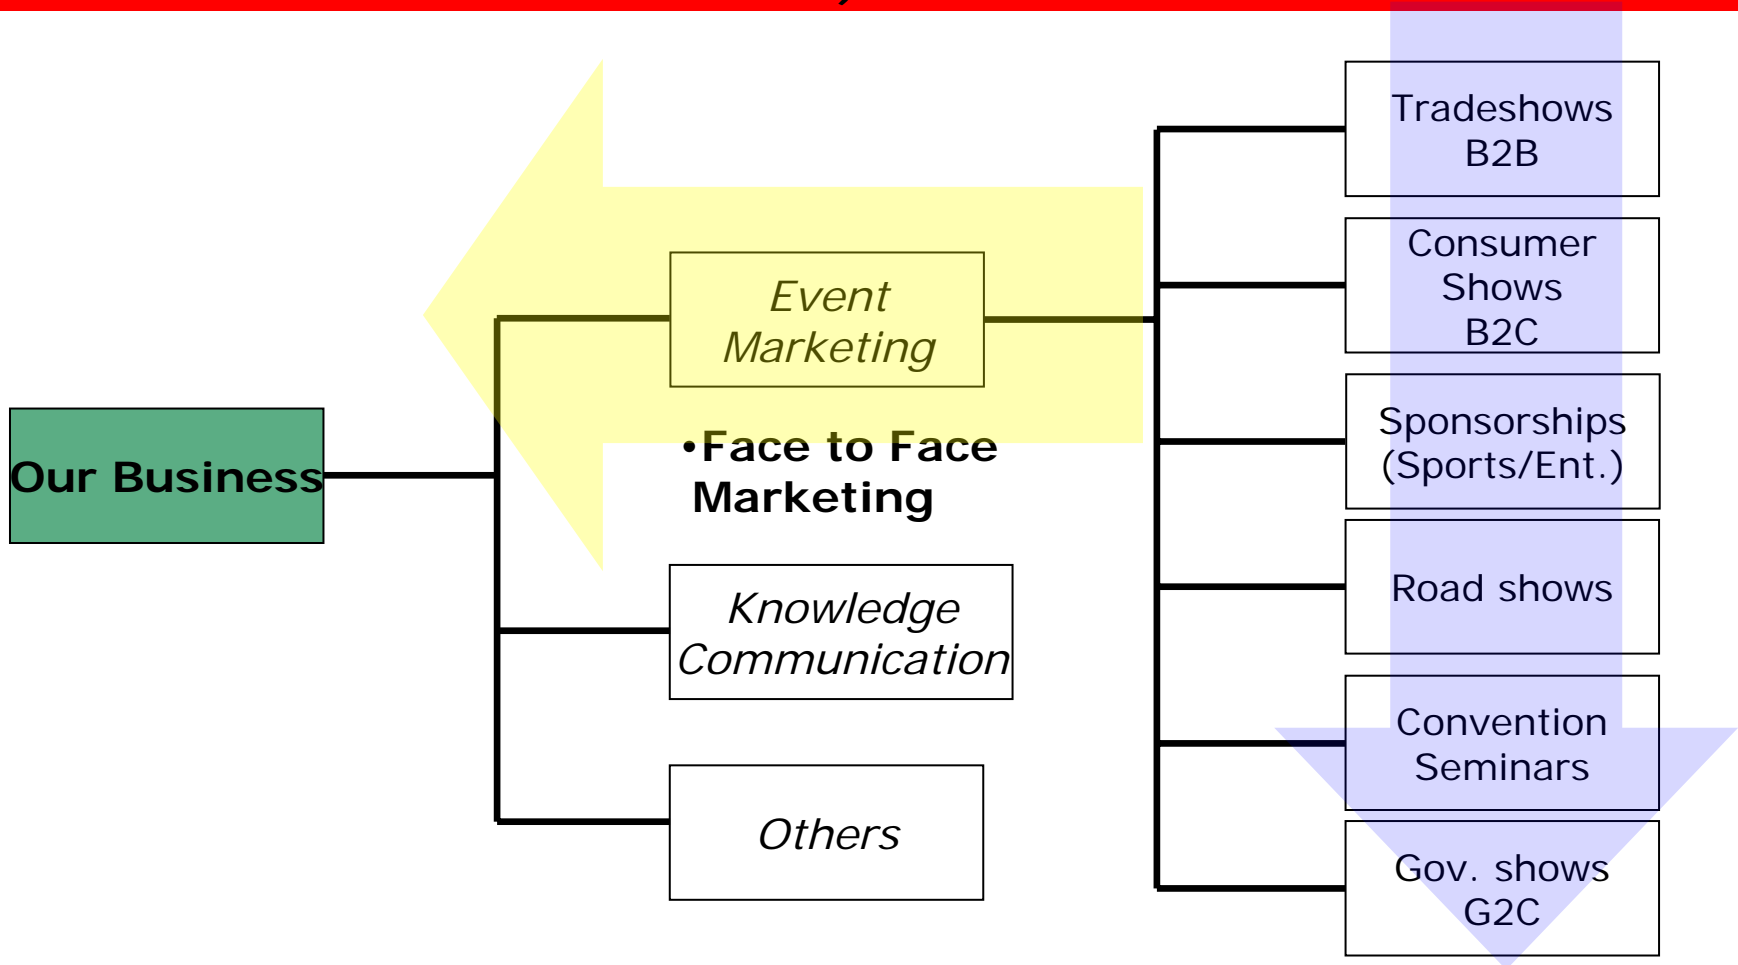 Our Business
Event
Marketing
•Face to Face
Marketing
Knowledge
Communication
Others
Tradeshows
B2B
Consumer
Shows
B2C
Sponsorships
(Sports/Ent.)
Road shows
Convention
Seminars
Gov. shows
G2C